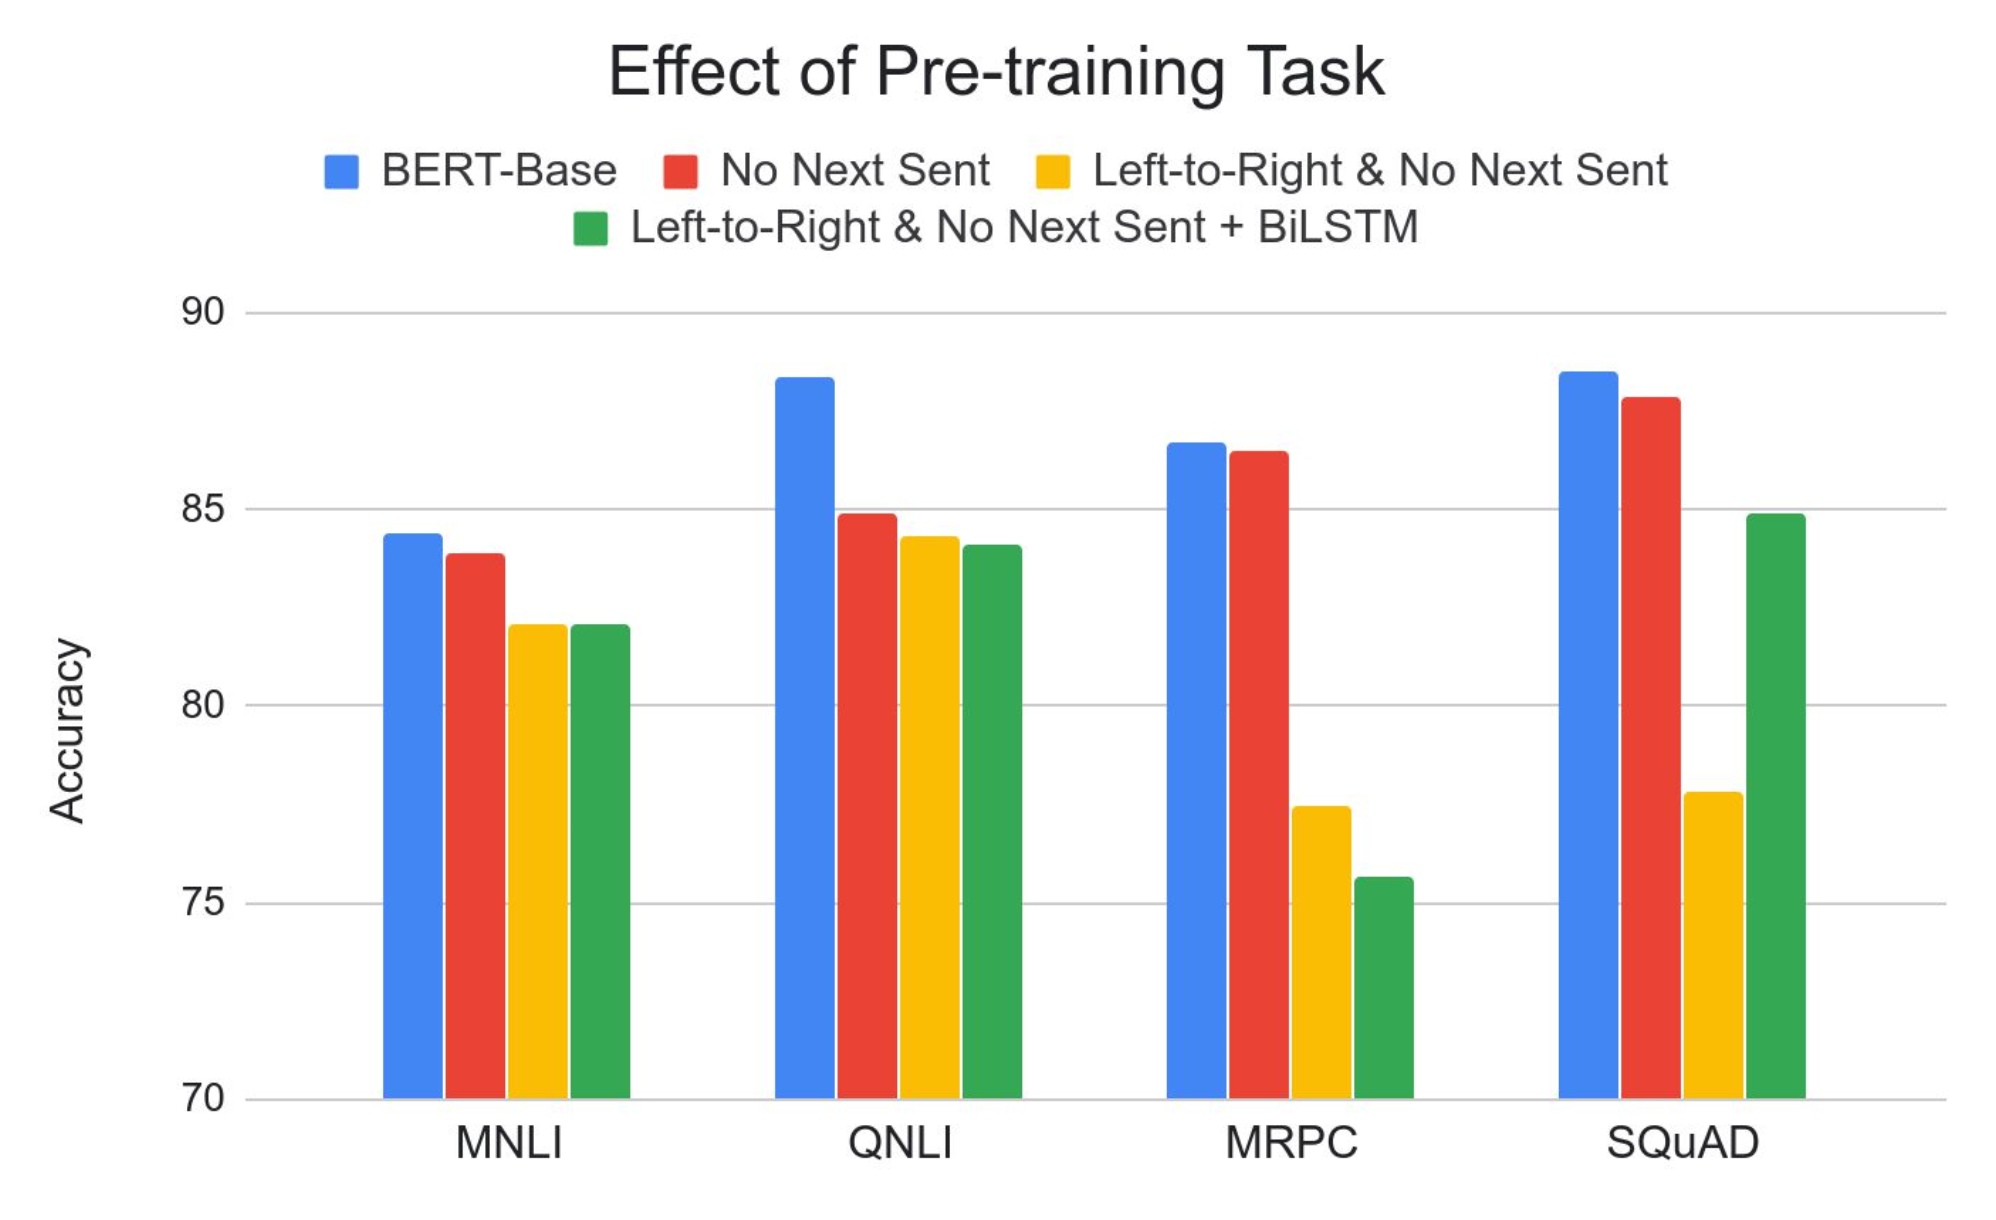 Effect of Pre-training Task
BERT-Base No Next Sent Left-to-Right & No Next Sent
Left-to-Right & No Next Sent + BiLSTM
90
85
80
75
70
Accuracy
MNLI QNLI MRPC SQuAD